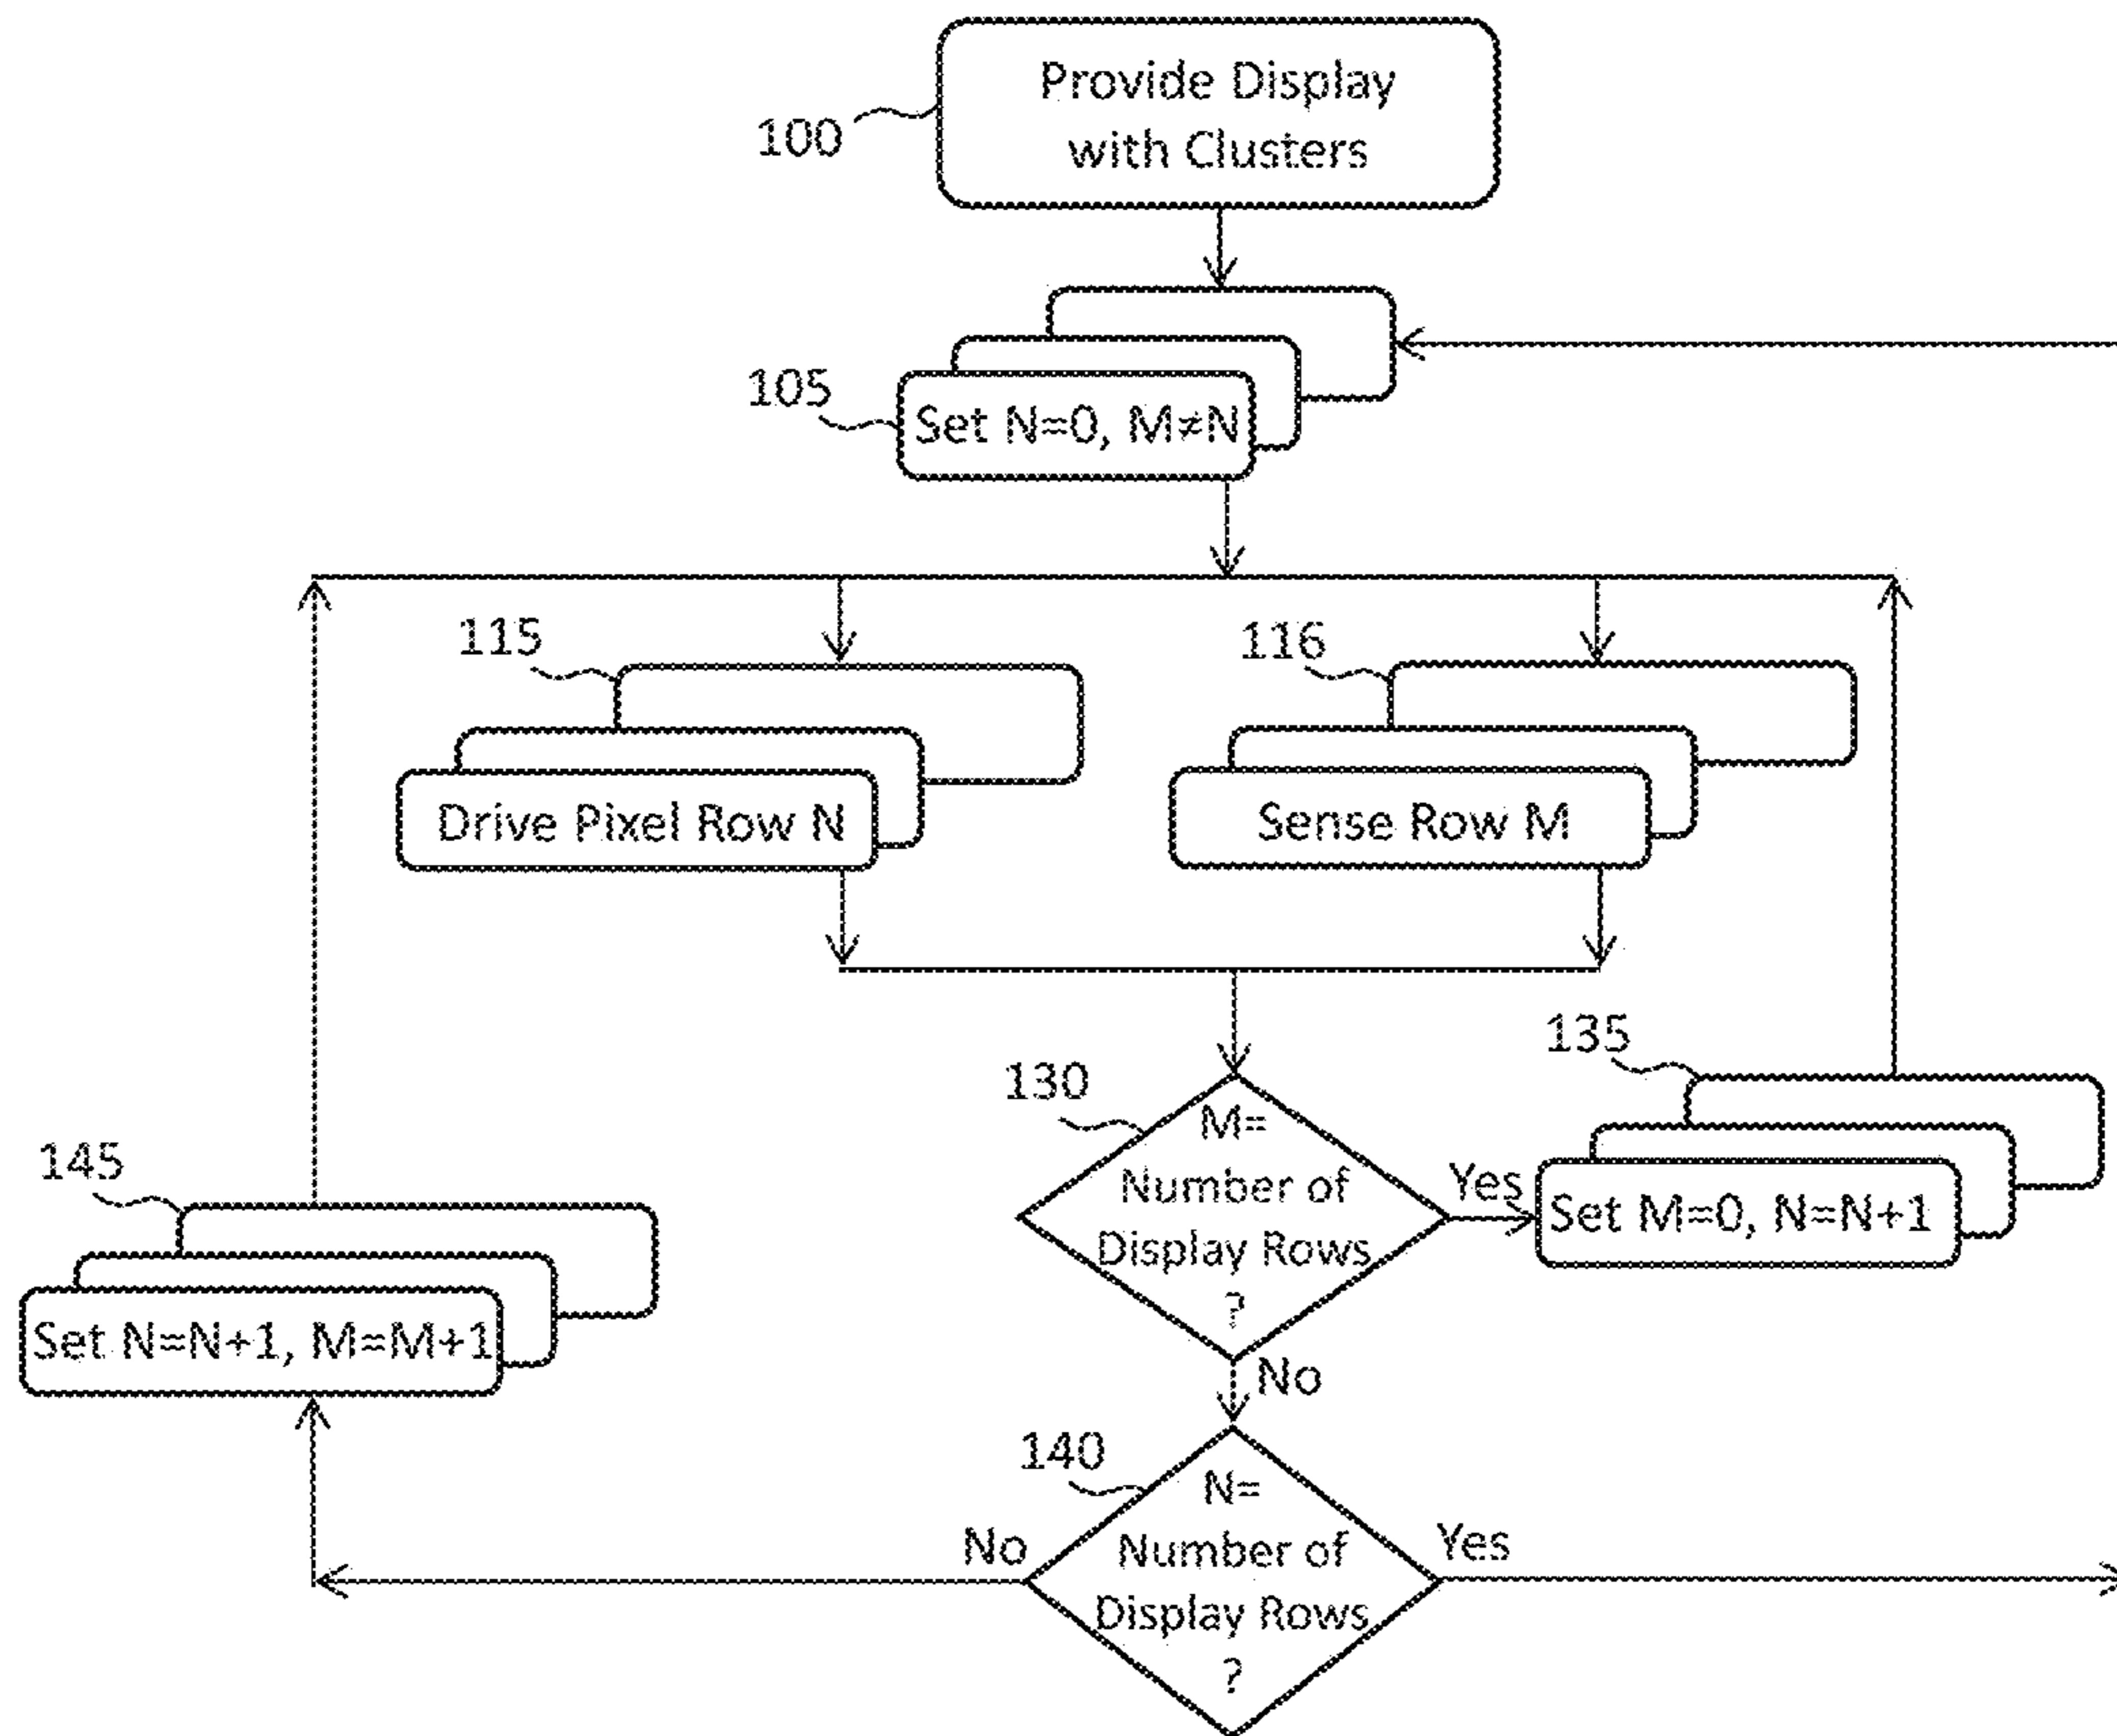 Provide Display
with Clusters
100
105
Set N=0, M≠N
115
116
Drive Pixel Row N
Sense Row M
130
M=
Number of
Display Rows
?
Yes
135
Set M=0, N=N+1
145
Set N=N+1, M=M+1
No
140
N=
Number of
Display Rows
?
No
Yes